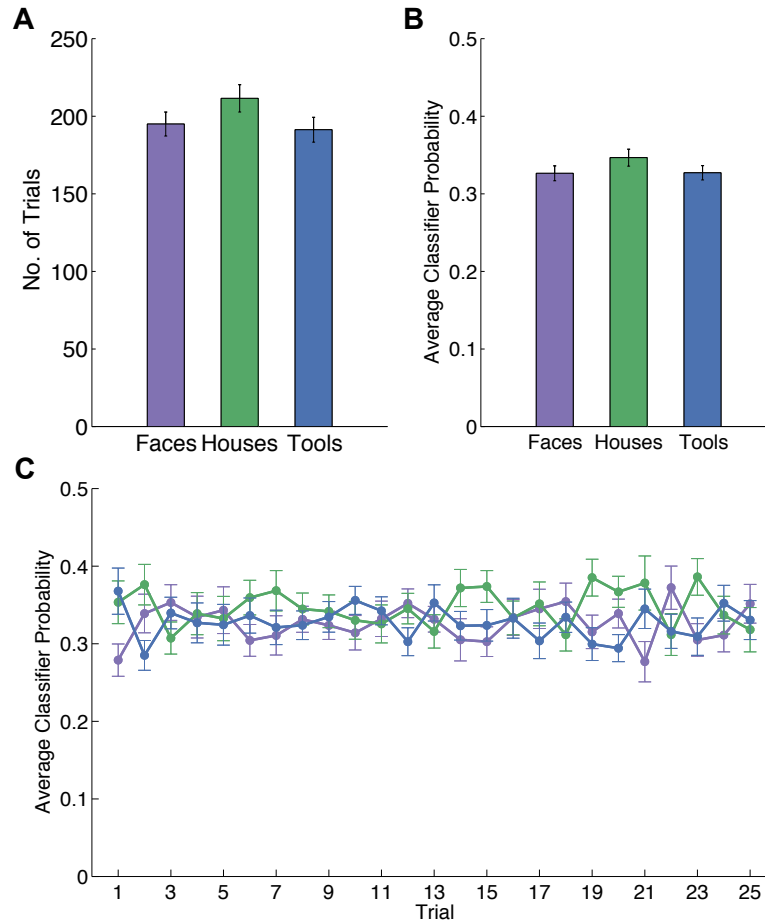 A
No. of Trials
250
200
150
100
50
0
Faces Houses Tools
B
Average Classifier Probability
0.5
0.4
0.3
0.2
0.1
0
Faces Houses Tools
C
Average Classifier Probability
0.5
0.4
0.3
0.2
0.1
0
1 3 5 7 9 11 13 15 17 19 21 23 25
Trial